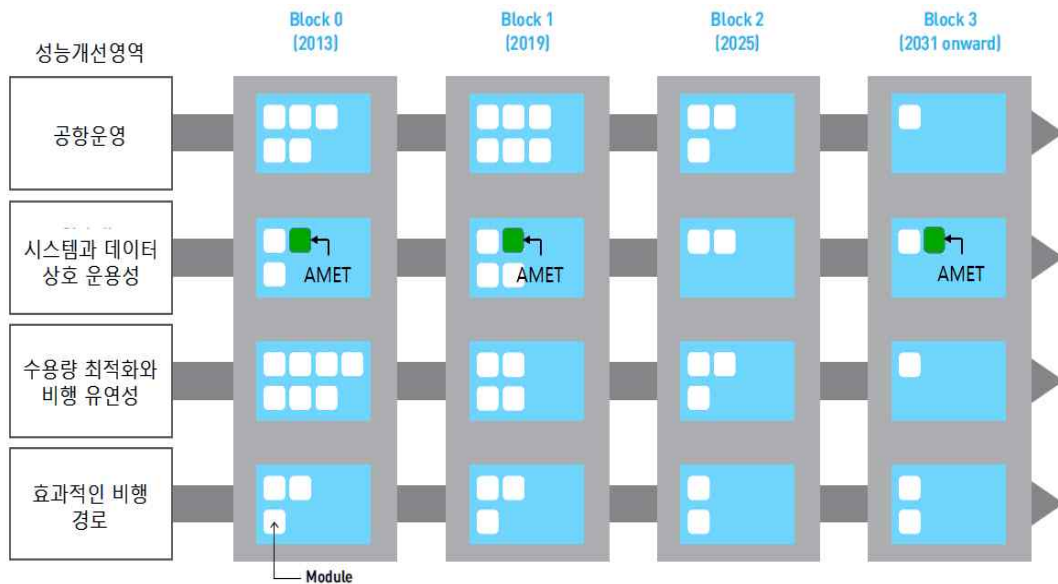 Block 0
(2013)
Block 1
(2019)
Block 2
(2025)
Block 3
(2031 onward)
성능개선영역
공항운영
시스템과 데이터
상호 운용성
AMET
AMET
AMET
수용량 최적화와
비행 유연성
효과적인 비행
경로
Module